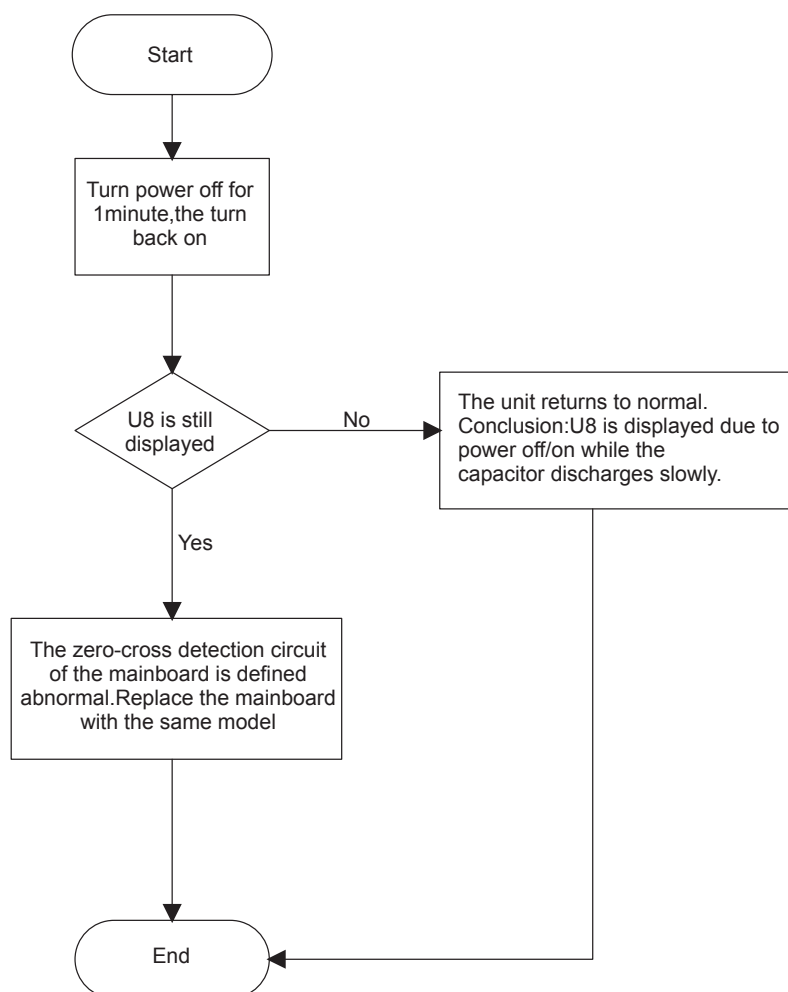 Start
Turn power off for
1minute,the turn
back on
U8 is still
displayed
No
The unit returns to normal.
Conclusion:U8 is displayed due to
power off/on while the
capacitor discharges slowly.
Yes
The zero-cross detection circuit
of the mainboard is defined
abnormal.Replace the mainboard
with the same model
End